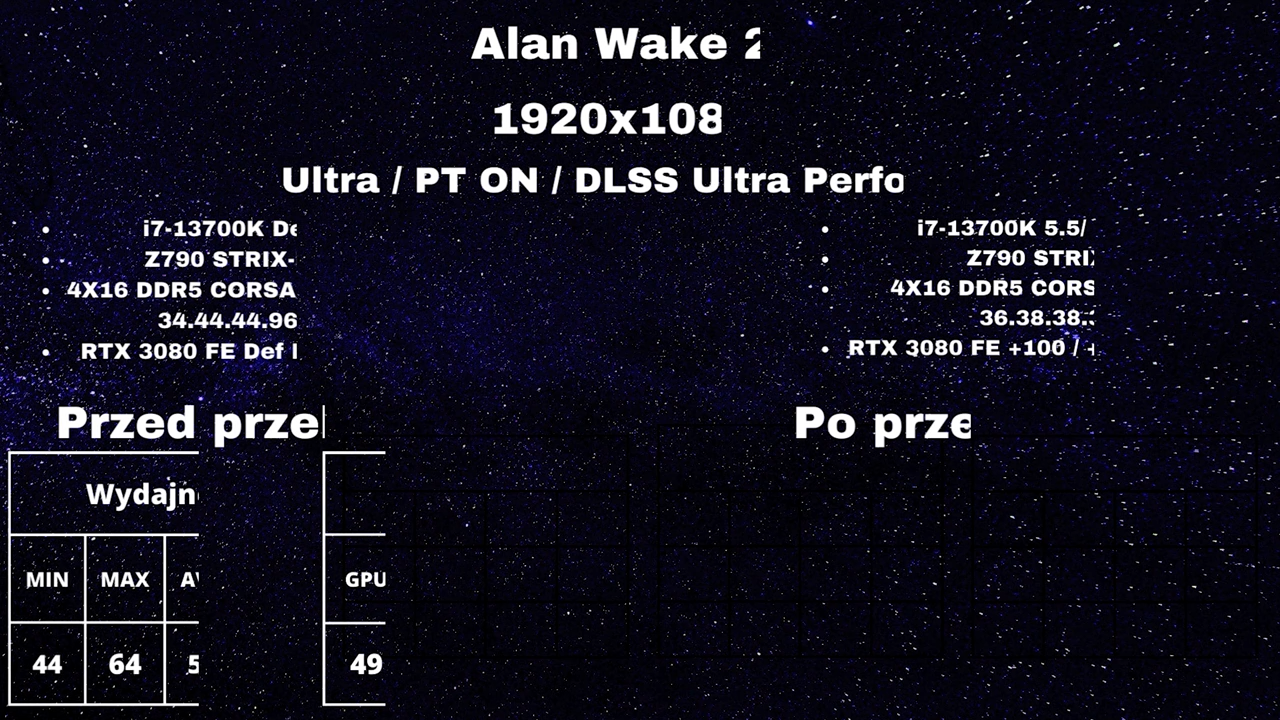 Alan Wake 2
1920x108
Ultra / PT ON / DLSS Ultra Perfo
i7-13700K De
Z790 STRIX-
4X16 DDR5 CORSA
34.44.44.96
RTX 3080 FE Def
i7-13700K 5.5/
Z790 STRI
4X16 DDR5 CORS
36.38.38.
RTX 3080 FE +100 /
Przed prze
Po prze
Wydajn
MIN MAX A
44 64 5
GPU
49